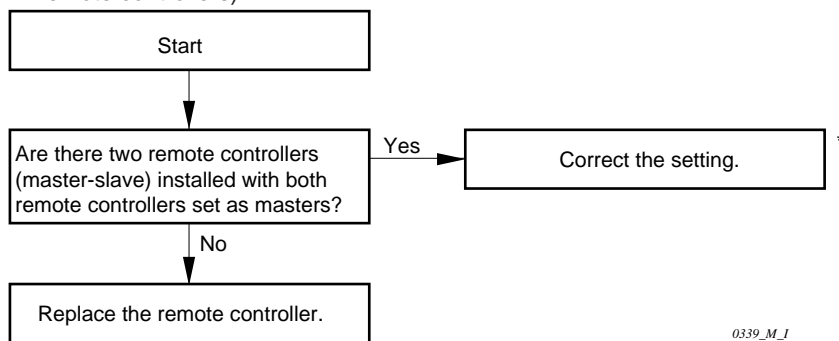 Start
Are there two remote controllers
(master-slave) installed with both
remote controllers set as masters?
Yes
Correct the setting.
*
No
Replace the remote controller.
0339_M_I